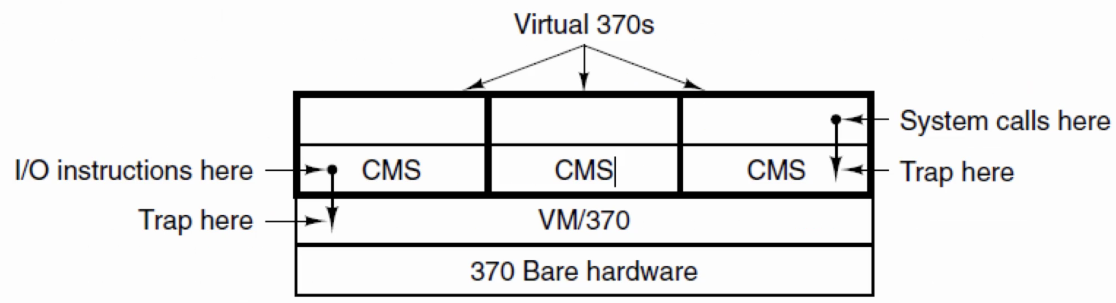 Virtual 370s
System calls here
I/O instructions here
CMS
CMS
CMS
Trap here
Trap here
VM/370
370 Bare hardware